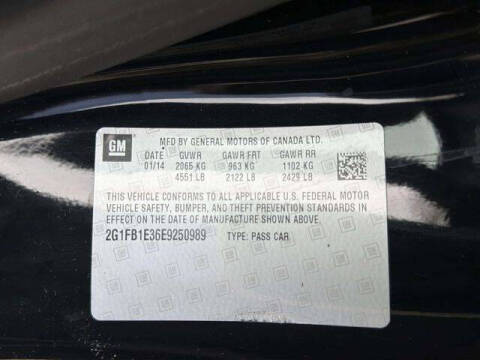 GM
MFD BY GENERAL MOTORS OF CANADA LTD.
DATE GVWR GAWR FRT GAWR RR
01/14 2065 KG 963 KG 1102 KG
4551 LB 2122 LB 2429 LB
THIS VEHICLE CONFORMS TO ALL APPLICABLE U.S. FEDERAL MOTOR
VEHICLE SAFETY, BUMPER, AND THEFT PREVENTION STANDARDS IN
EFFECT ON THE DATE OF MANUFACTURE SHOWN ABOVE.
2G1FB1E36E9250989 TYPE: PASS CAR